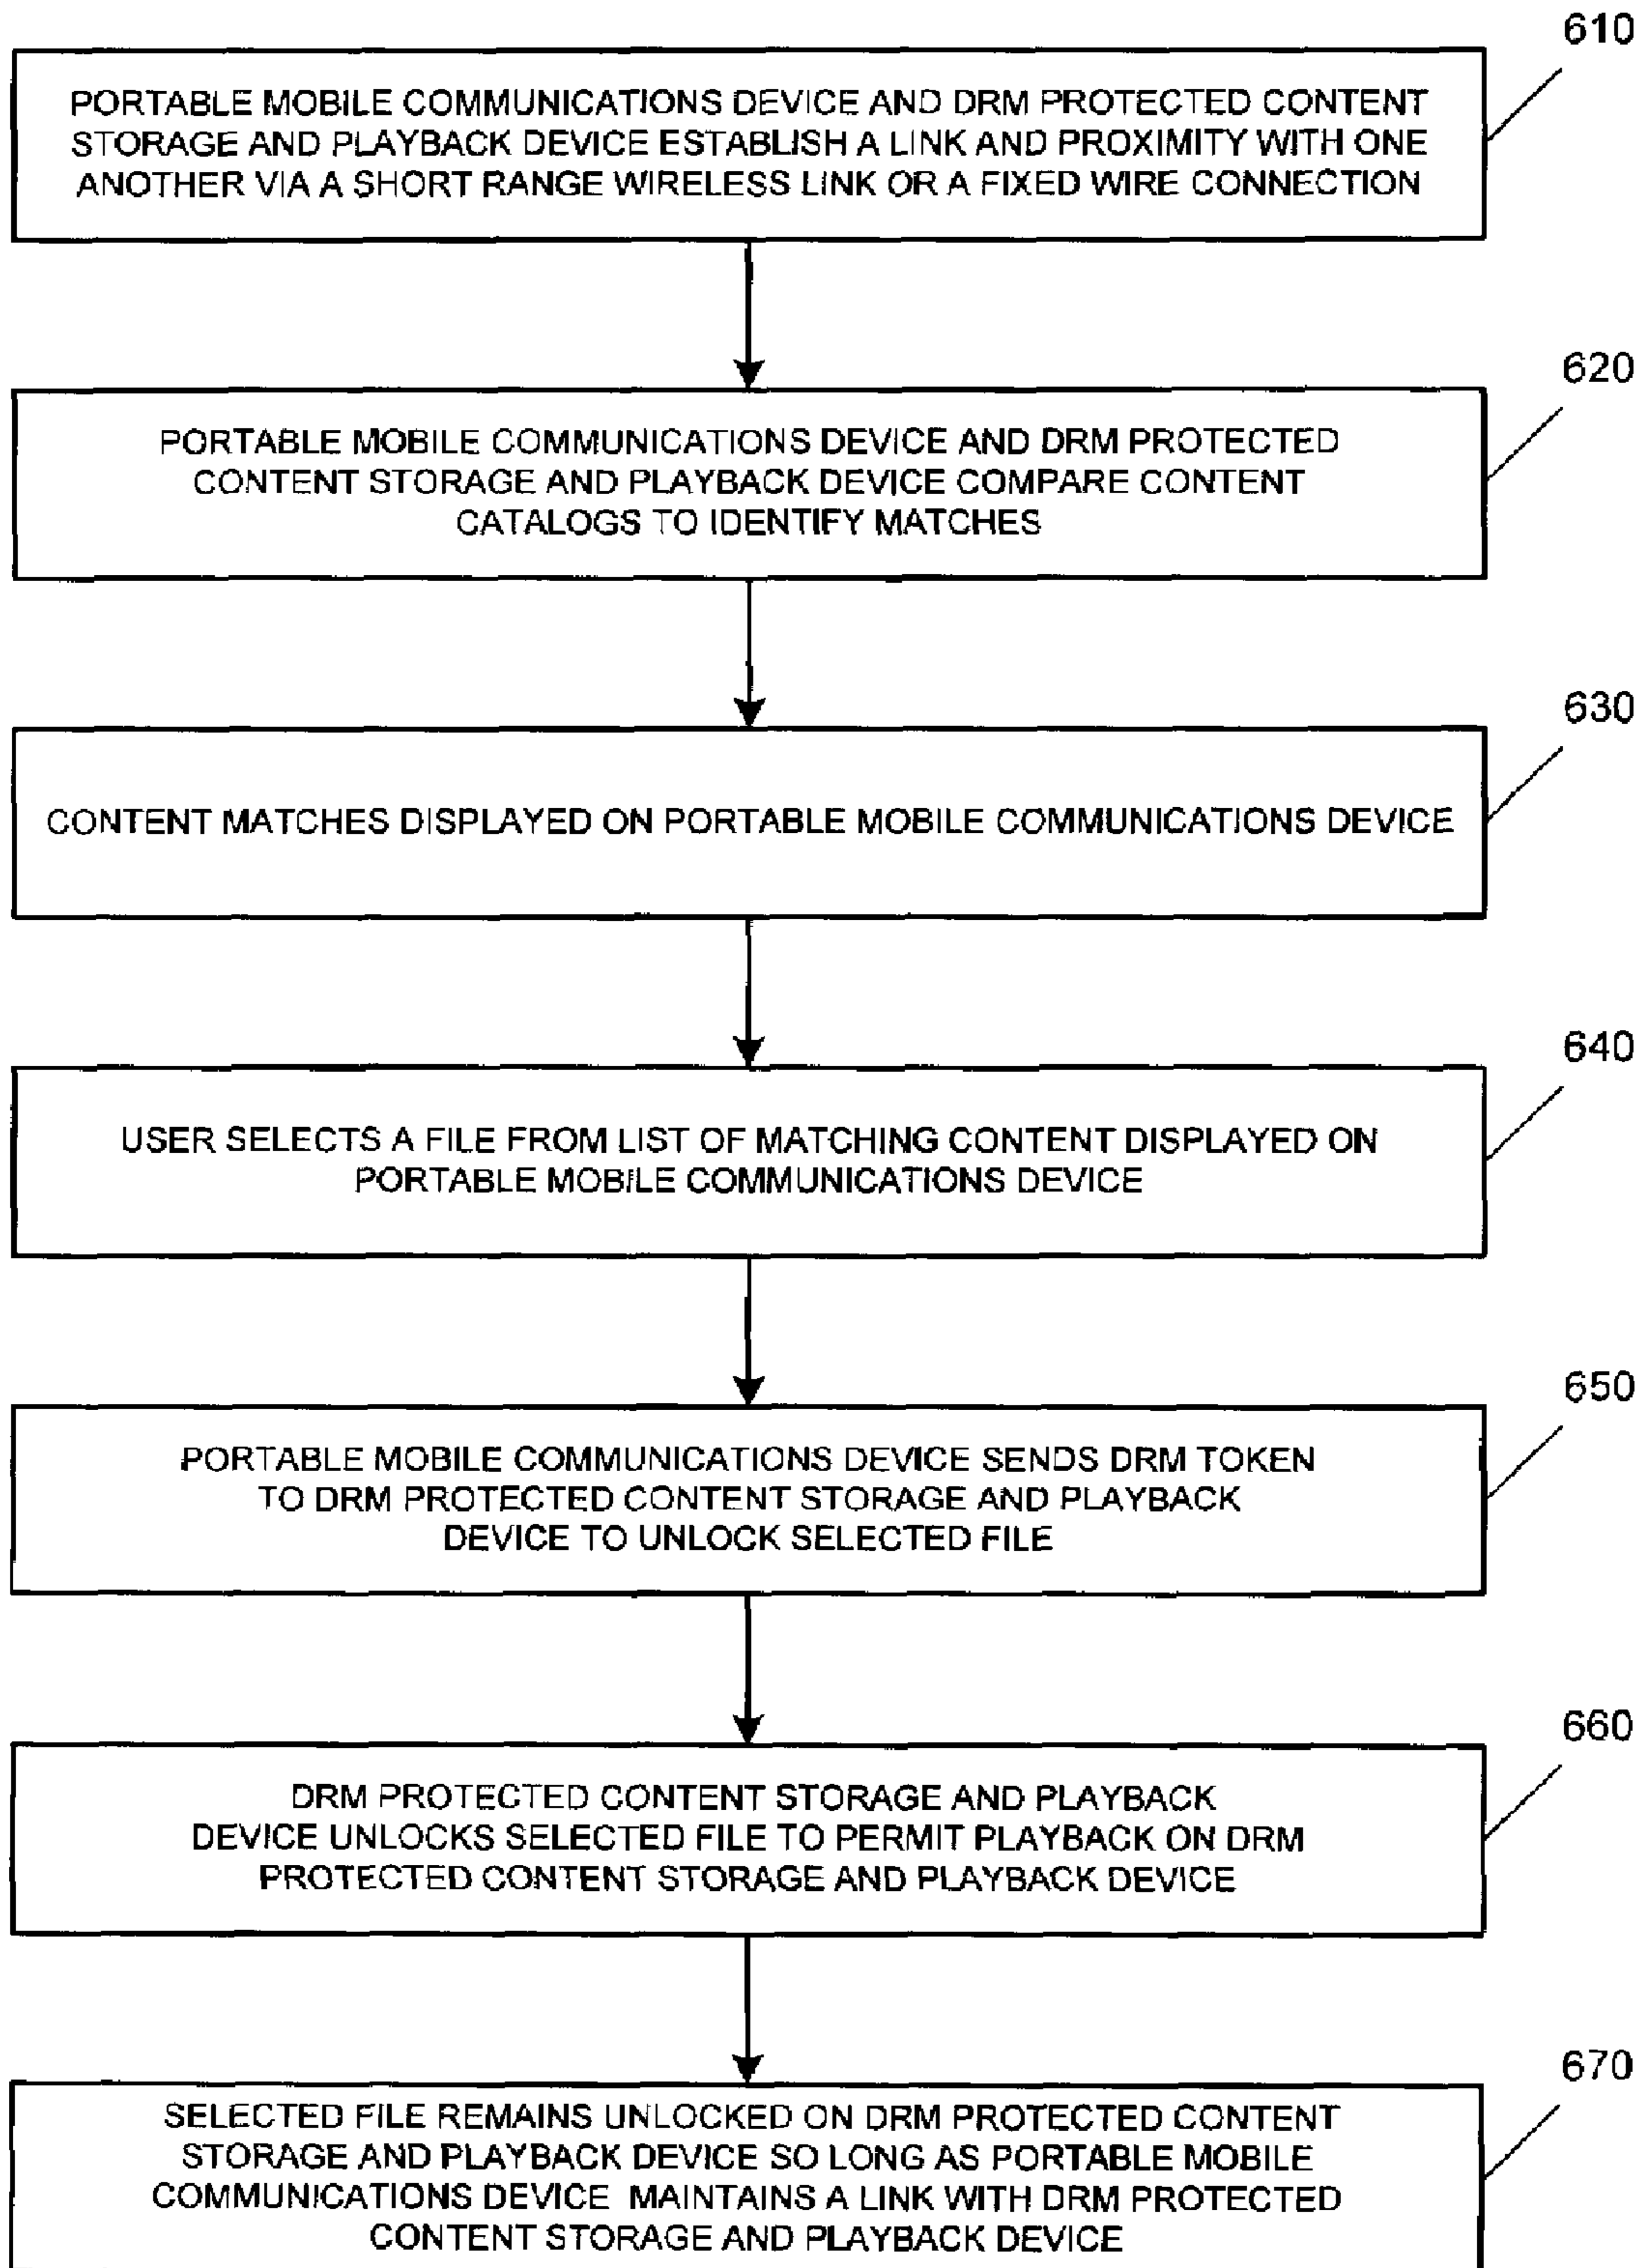 610
PORTABLE MOBILE COMMUNICATIONS DEVICE AND DRM PROTECTED CONTENT
STORAGE AND PLAYBACK DEVICE ESTABLISH A LINK AND PROXIMITY WITH ONE
ANOTHER VIA A SHORT RANGE WIRELESS LINK OR A FIXED WIRE CONNECTION
620
PORTABLE MOBILE COMMUNICATIONS DEVICE AND DRM PROTECTED
CONTENT STORAGE AND PLAYBACK DEVICE COMPARE CONTENT
CATALOGS TO IDENTIFY MATCHES
630
CONTENT MATCHES DISPLAYED ON PORTABLE MOBILE COMMUNICATIONS DEVICE
640
USER SELECTS A FILE FROM LIST OF MATCHING CONTENT DISPLAYED ON
PORTABLE MOBILE COMMUNICATIONS DEVICE
650
PORTABLE MOBILE COMMUNICATIONS DEVICE SENDS DRM TOKEN
TO DRM PROTECTED CONTENT STORAGE AND PLAYBACK
DEVICE TO UNLOCK SELECTED FILE
660
DRM PROTECTED CONTENT STORAGE AND PLAYBACK
DEVICE UNLOCKS SELECTED FILE TO PERMIT PLAYBACK ON DRM
PROTECTED CONTENT STORAGE AND PLAYBACK DEVICE
670
SELECTED FILE REMAINS UNLOCKED ON DRM PROTECTED CONTENT
STORAGE AND PLAYBACK DEVICE SO LONG AS PORTABLE MOBILE
COMMUNICATIONS DEVICE MAINTAINS A LINK WITH DRM PROTECTED
CONTENT STORAGE AND PLAYBACK DEVICE